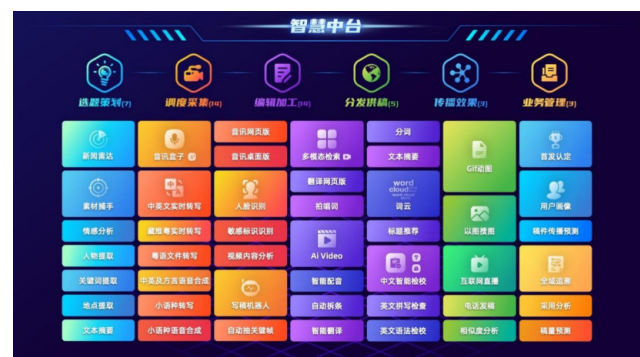 智慧中台
选题策划(7)
调度采集(14)
编辑加工(14)
分发供稿(5)
传播效果(3)
业务管理(3)
新闻雷达
音讯盒子
音讯网页版
音讯桌面版
多模态检索
分词
文本摘要
Gif动图
首发认定
素材捕手
中英文实时转写
人脸识别
翻译网页版
拍唱词
word
cloud
词云
用户画像
情感分析
藏维粤实时转写
敏感标识识别
Ai Video
标题推荐
以图搜图
稿件传播预测
人物提取
粤语文件转写
视频内容分析
中文智能检校
互联网直播
全域追溯
关键词提取
中英及方言语音合成
写稿机器人
智能配音
地点提取
小语种转写
自动拆条
英文拼写检查
电话发稿
采用分析
文本摘要
小语种语音合成
自动抽关键帧
智能翻译
英文语法检校
相似度分析
稿量预测